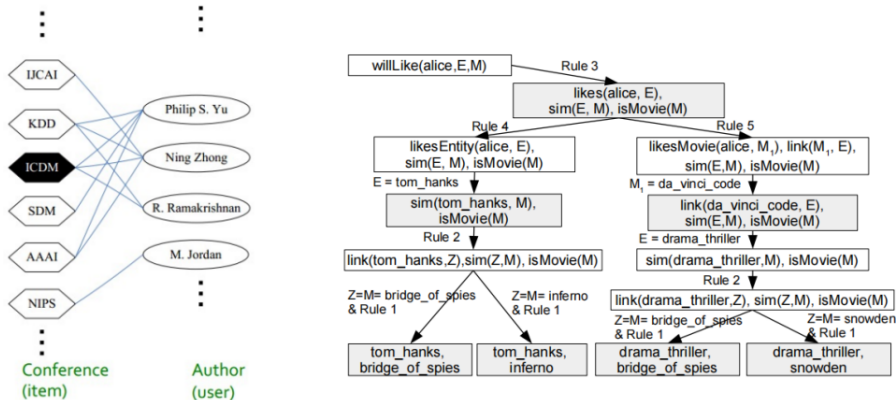 IJCAI
KDD
ICDM
SDM
AAAI
NIPS
Philip S. Yu
Ning Zhong
R. Ramakrishnan
M. Jordan
Conference
(item)
Author
(user)
willLike(alice,E,M)
Rule 3
likes(alice, E),
sim(E, M), isMovie(M)
Rule 4
Rule 5
likesEntity(alice, E),
sim(E, M), isMovie(M)
likesMovie(alice, M₁), link(M₁, E),
sim(E,M), isMovie(M)
E = tom_hanks
M₁ = da_vinci_code
sim(tom_hanks, M),
isMovie(M)
link(da_vinci_code, E),
sim(E,M), isMovie(M)
Rule 2
E = drama_thriller
link(tom_hanks,Z),sim(Z,M), isMovie(M)
sim(drama_thriller,M), isMovie(M)
Rule 2
link(drama_thriller,Z), sim(Z,M), isMovie(M)
Z=M= bridge_of_spies
& Rule 1
Z=M= inferno
& Rule 1
Z=M= bridge_of_spies
& Rule 1
Z=M= snowden
& Rule 1
tom_hanks,
bridge_of_spies
tom_hanks,
inferno
drama_thriller,
bridge_of_spies
drama_thriller,
snowden